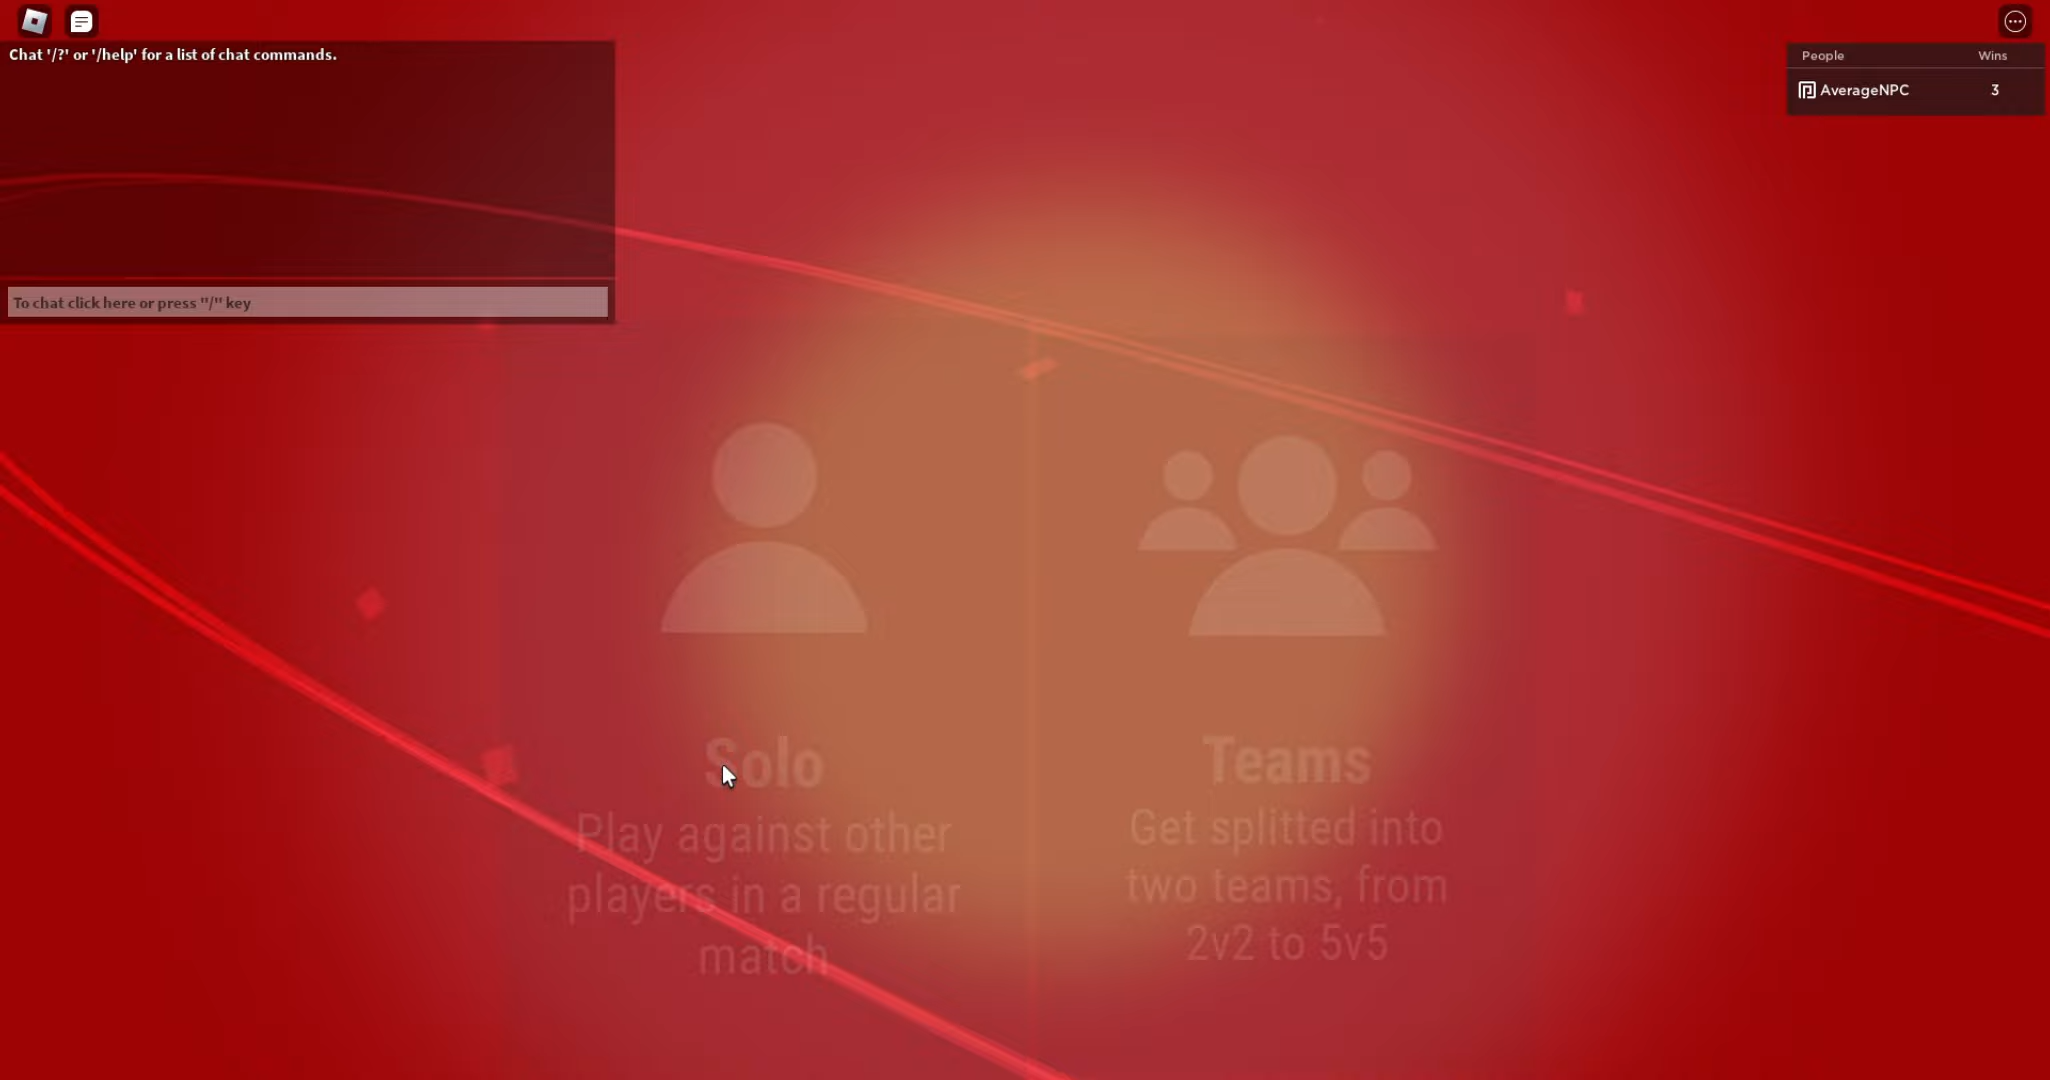 Chat '/?' or '/help' for a list of chat commands.
People Wins
AverageNPC 3
To chat click here or press "/" key
Solo
Play against other
players in a regular
match
Teams
Get splitted into
two teams, from
2v2 to 5v5